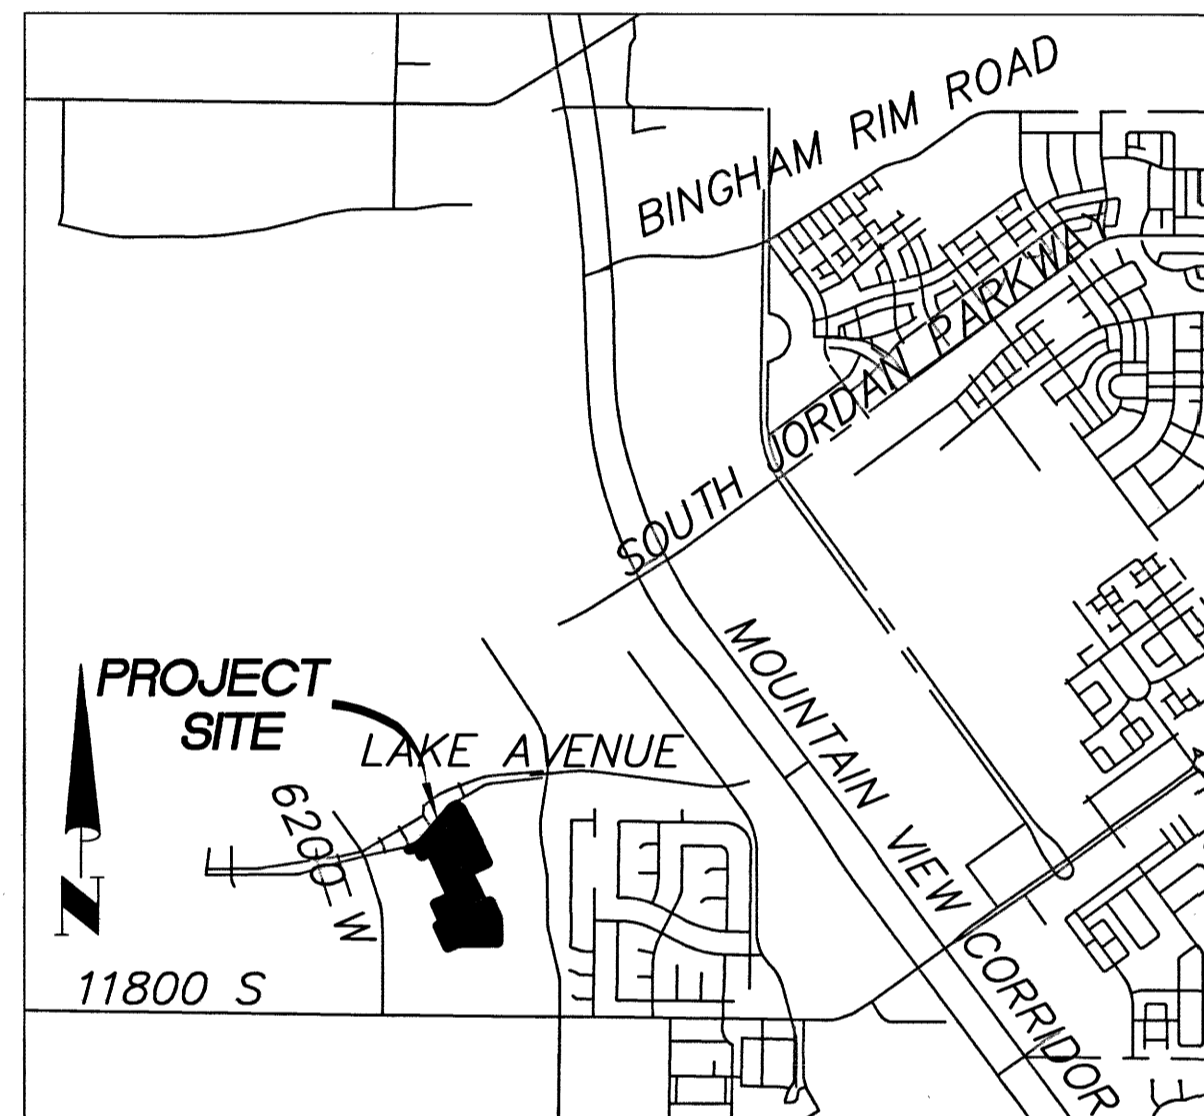 BINGHAM RIM ROAD
SOUTH JORDAN PARKWAY
MOUNTAIN VIEW CORRIDOR
PROJECT
SITE
LAKE AVENUE
6200 W
N
11800 S